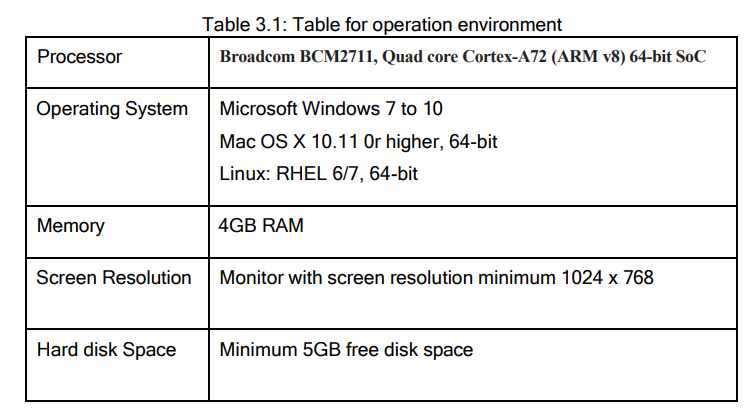 Table 3.1: Table for operation environment
Processor
Broadcom BCM2711, Quad core Cortex-A72 (ARM v8) 64-bit SoC
Operating System
Microsoft Windows 7 to 10
Mac OS X 10.11 0r higher, 64-bit
Linux: RHEL 6/7, 64-bit
Memory
4GB RAM
Screen Resolution
Monitor with screen resolution minimum 1024 x 768
Hard disk Space
Minimum 5GB free disk space